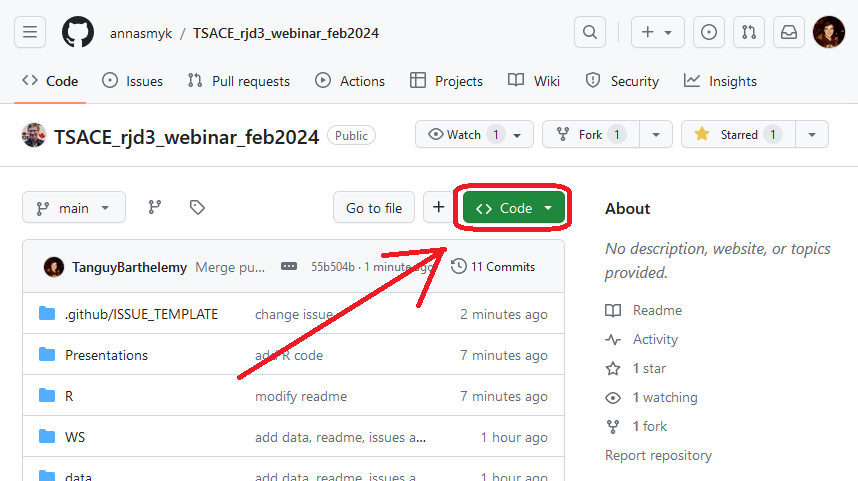 annasmyk / TSACE_rjd3_webinar_feb2024
Code Issues Pull requests Actions Projects Wiki Security Insights
TSACE_rjd3_webinar_feb2024 Public Watch 1 Fork 1 Starred 1
main Go to file + Code
About
No description, website, or topics
provided.
TanguyBarthelemy Merge pu... 55b504b · 1 minute ago 11 Commits
.github/ISSUE_TEMPLATE change issue 2 minutes ago
Presentations add R code 7 minutes ago
R modify readme 7 minutes ago
WS add data, readme, issues a... 1 hour ago
data add data, readme, issues a 1 hour ago
Readme
Activity
1 star
1 watching
1 fork
Report repository